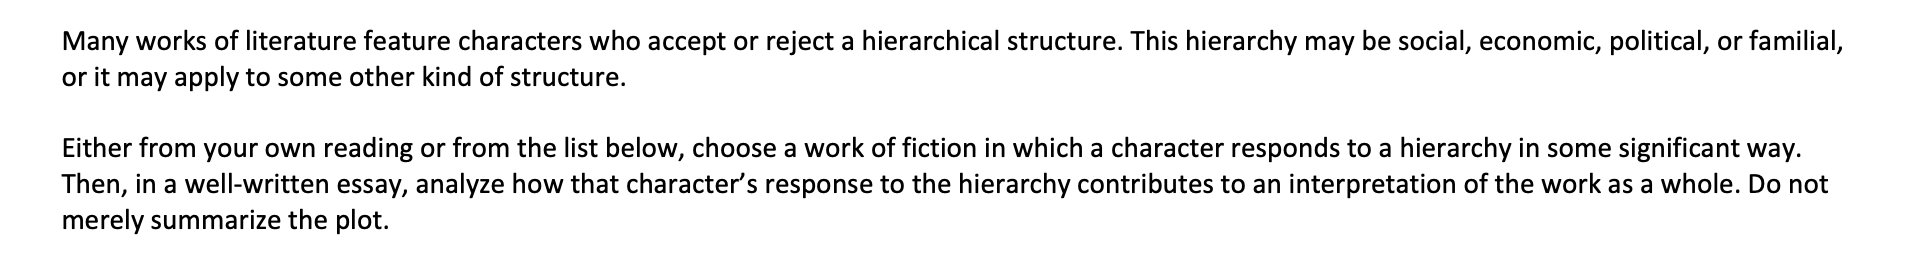 Many works of literature feature characters who accept or reject a hierarchical structure. This hierarchy may be social, economic, political, or familial,
or it may apply to some other kind of structure.
Either from your own reading or from the list below, choose a work of fiction in which a character responds to a hierarchy in some significant way.
Then, in a well-written essay, analyze how that character’s response to the hierarchy contributes to an interpretation of the work as a whole. Do not
merely summarize the plot.